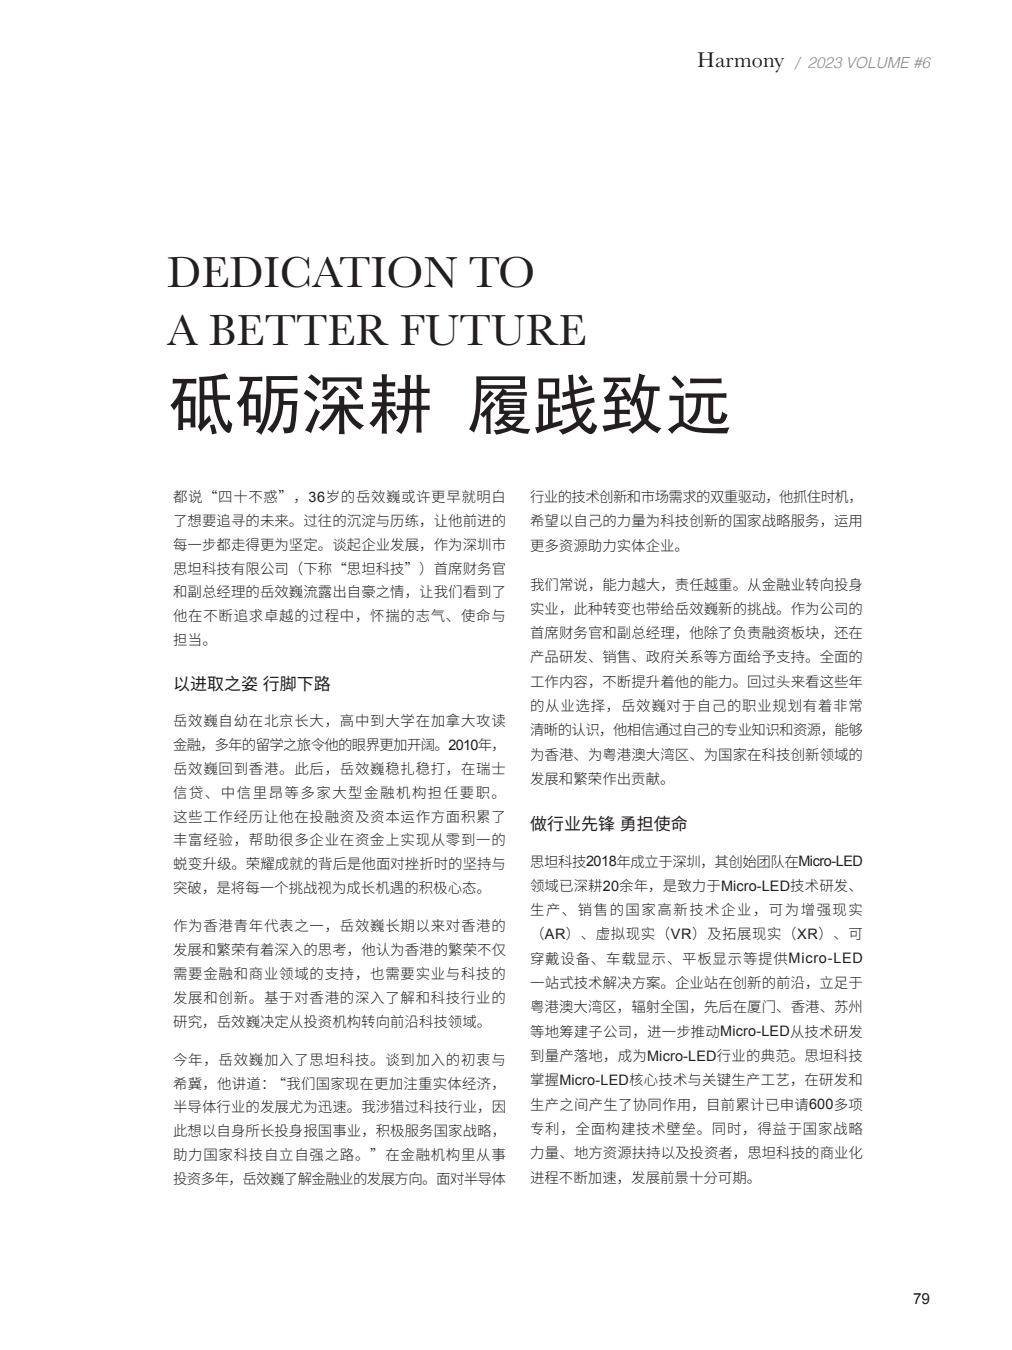 Harmony / 2023 VOLUME #6
DEDICATION TO
A BETTER FUTURE
砥砺深耕 履践致远
都说“四十不惑”，36岁的岳效巍或许更早就明白
了想要追寻的未来。过往的沉淀与历练，让他前进的
每一步都走得更为坚定。谈起企业发展，作为深圳市
思坦科技有限公司（下称“思坦科技”）首席财务官
和副总经理的岳效巍流露出自豪之情，让我们看到了
他在不断追求卓越的过程中，怀揣的志气、使命与
担当。
以进取之姿 行脚下路
岳效巍自幼在北京长大，高中到大学在加拿大攻读
金融，多年的留学之旅令他的眼界更加开阔。2010年，
岳效巍回到香港。此后，岳效巍稳扎稳打，在瑞士
信贷、中信里昂等多家大型金融机构担任要职。
这些工作经历让他在投融资及资本运作方面积累了
丰富经验，帮助很多企业在资金上实现从零到一的
蜕变升级。荣耀成就的背后是他面对挫折时的坚持与
突破，是将每一个挑战视为成长机遇的积极心态。
作为香港青年代表之一，岳效巍长期以来对香港的
发展和繁荣有着深入的思考，他认为香港的繁荣不仅
需要金融和商业领域的支持，也需要实业与科技的
发展和创新。基于对香港的深入了解和科技行业的
研究，岳效巍决定从投资机构转向前沿科技领域。
今年，岳效巍加入了思坦科技。谈到加入的初衷与
希冀，他讲道：“我们国家现在更加注重实体经济，
半导体行业的发展尤为迅速。我涉猎过科技行业，因
此想以自身所长投身报国事业，积极服务国家战略，
助力国家科技自立自强之路。”在金融机构里从事
投资多年，岳效巍了解金融业的发展方向。面对半导体
行业的技术创新和市场需求的双重驱动，他抓住时机，
希望以自己的力量为科技创新的国家战略服务，运用
更多资源助力实体企业。
我们常说，能力越大，责任越重。从金融业转向投身
实业，此种转变也带给岳效巍新的挑战。作为公司的
首席财务官和副总经理，他除了负责融资板块，还在
产品研发、销售、政府关系等方面给予支持。全面的
工作内容，不断提升着他的能力。回过头来看这些年
的从业选择，岳效巍对于自己的职业规划有着非常
清晰的认识，他相信通过自己的专业知识和资源，能够
为香港、为粤港澳大湾区、为国家在科技创新领域的
发展和繁荣作出贡献。
做行业先锋 勇担使命
思坦科技2018年成立于深圳，其创始团队在Micro-LED
领域已深耕20余年，是致力于Micro-LED技术研发、
生产、销售的国家高新技术企业，可为增强现实
（AR）、虚拟现实（VR）及拓展现实（XR）、可
穿戴设备、车载显示、平板显示等提供Micro-LED
一站式技术解决方案。企业站在创新的前沿，立足于
粤港澳大湾区，辐射全国，先后在厦门、香港、苏州
等地筹建子公司，进一步推动Micro-LED从技术研发
到量产落地，成为Micro-LED行业的典范。思坦科技
掌握Micro-LED核心技术与关键生产工艺，在研发和
生产之间产生了协同作用，目前累计已申请600多项
专利，全面构建技术壁垒。同时，得益于国家战略
力量、地方资源扶持以及投资者，思坦科技的商业化
进程不断加速，发展前景十分可期。
79